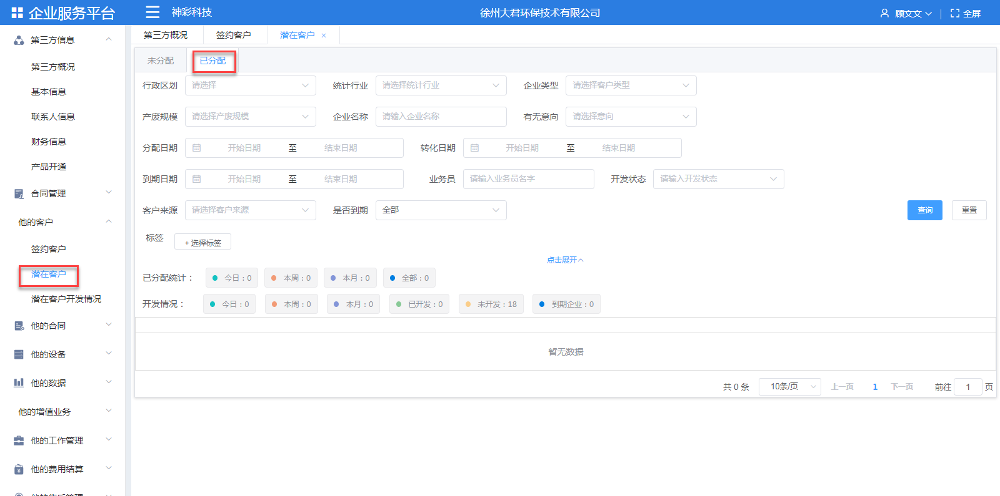 企业服务平台
神彩科技
徐州大君环保技术有限公司
顾文文
全屏
第三方信息
第三方概况
基本信息
联系人信息
财务信息
产品开通
合同管理
他的客户
签约客户
潜在客户
潜在客户开发情况
他的合同
他的设备
他的数据
他的增值业务
他的工作管理
他的费用结算
他的售后管理
第三方概况 签约客户 潜在客户 ×
未分配 已分配
行政区划 请选择 统计行业 请选择统计行业 企业类型 请选择客户类型
产废规模 请选择产废规模 企业名称 请输入企业名称 有无意向 请选择意向
分配日期 开始日期 至 结束日期 转化日期 开始日期 至 结束日期
到期日期 开始日期 至 结束日期 业务员 请输入业务员名字 开发状态 请输入开发状态
客户来源 请选择客户来源 是否到期 全部 查询 重置
标签 + 选择标签
点击展开
已分配统计： 今日：0 本周：0 本月：0 全部：0
开发情况： 今日：0 本周：0 本月：0 已开发：0 未开发：18 到期企业：0
暂无数据
共 0 条 10条/页 上一页 1 下一页 前往 1 页